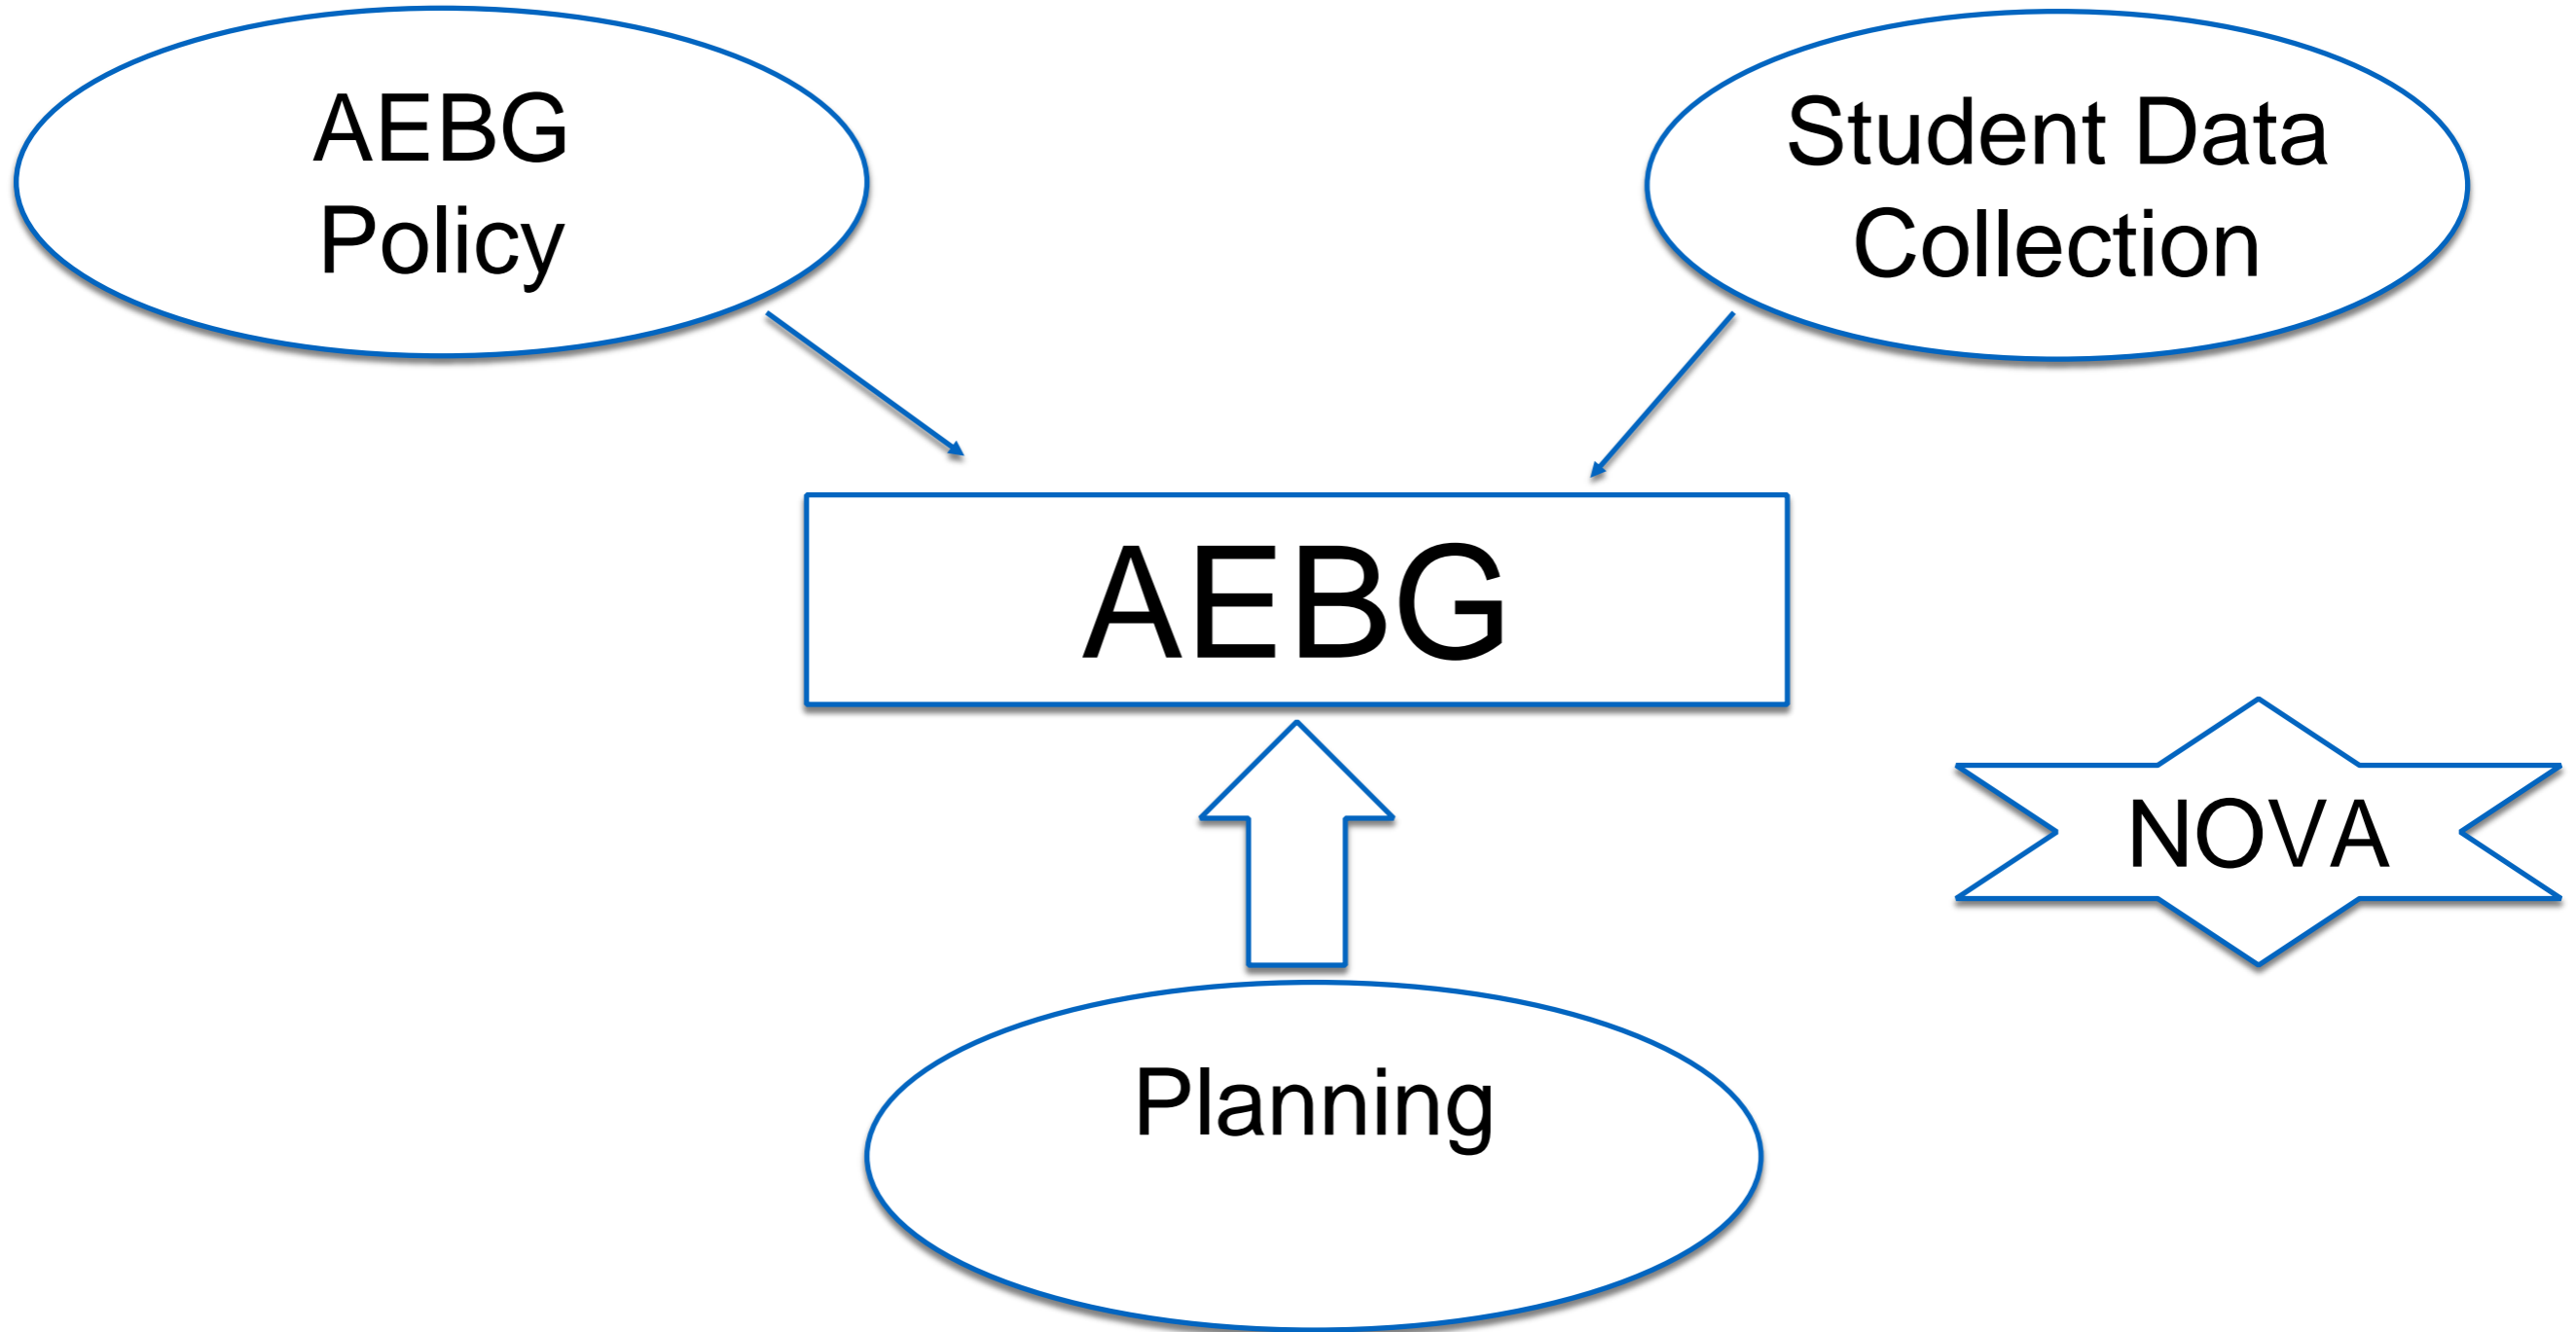 AEBG
Policy
Student Data
Collection
AEBG
NOVA
Planning